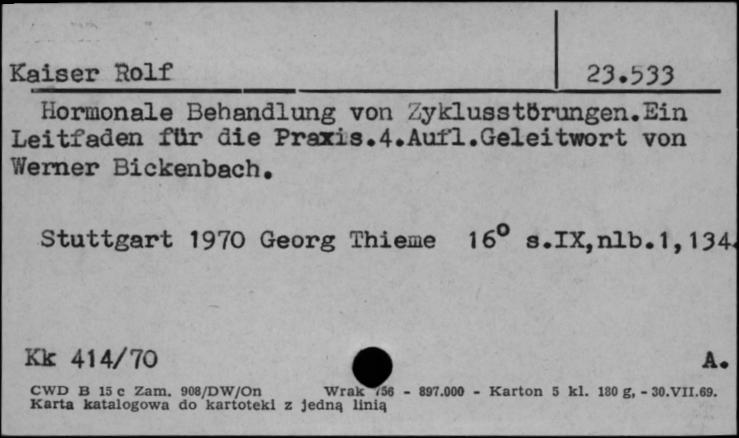 Kaiser Rolf 23.533
Hormonale Behandlung von Zyklusstörungen.Ein
Leitfaden für die Praxis.4.Aufl.Geleitwort von
Werner Bickenbach.
Stuttgart 1970 Georg Thieme 16° s.IX,nlb.1,134.
Kk 414/70 A.
CWD B 15 c Zam. 908/DW/On Wrak /56 - 897.000 - Karton 5 kl. 180 g, - 30.VII.69.
Karta katalogowa do kartoteki z jedną linią